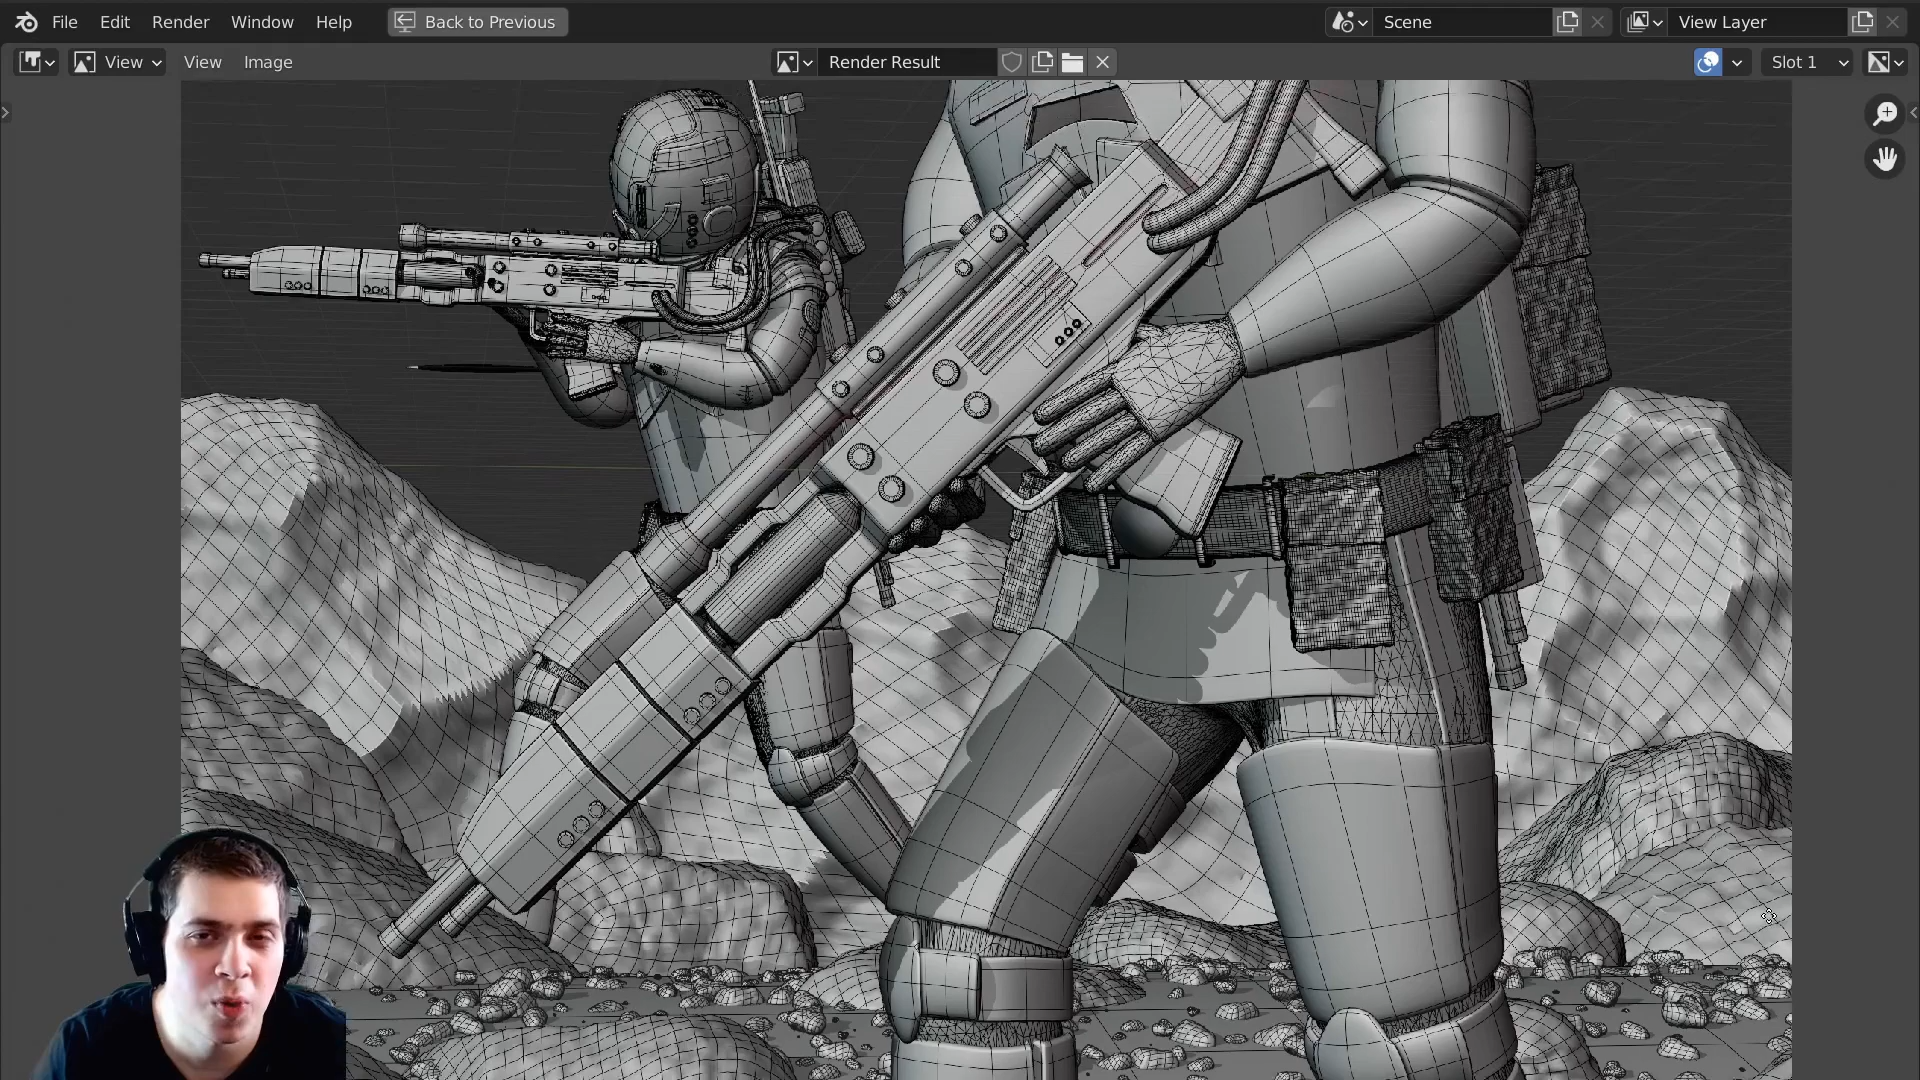 File Edit Render Window Help Back to Previous Scene View Layer
View View Image Render Result Slot 1